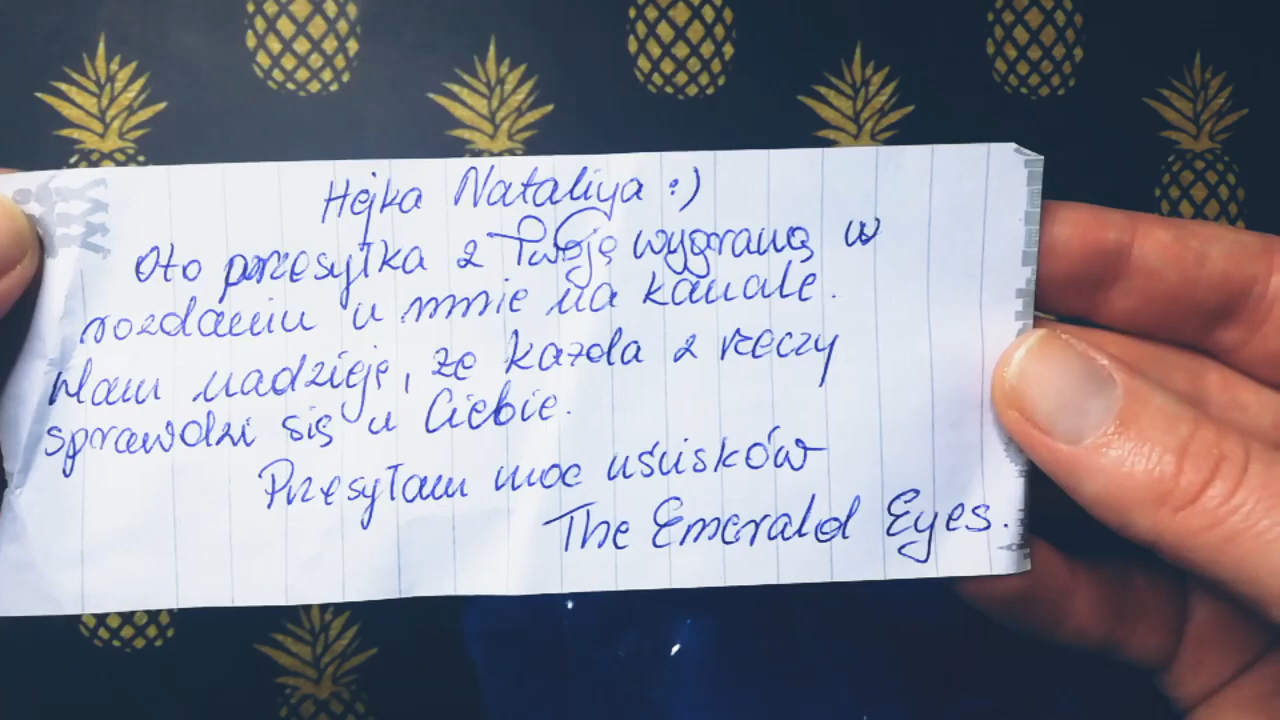 Hejka Nataliya :)
Oto przesyłka z Twoją wygraną w
rozdaniu u mnie na kanale.
Mam nadzieję, że każda z rzeczy
sprawdzi się u Ciebie.
Przesyłam moc uścisków
The Emerald Eyes.